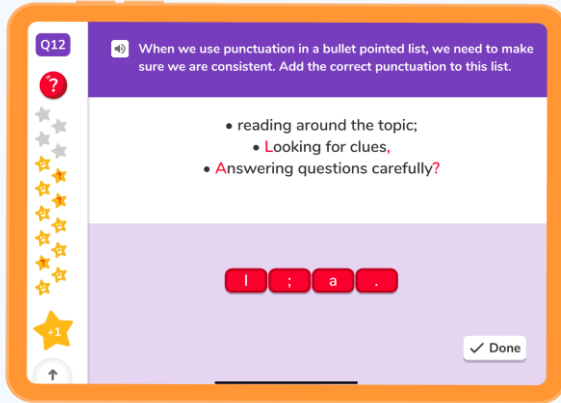 Q12
When we use punctuation in a bullet pointed list, we need to make
sure we are consistent. Add the correct punctuation to this list.
?
• reading around the topic;
• Looking for clues,
• Answering questions carefully?
l ; a .
+1
Done